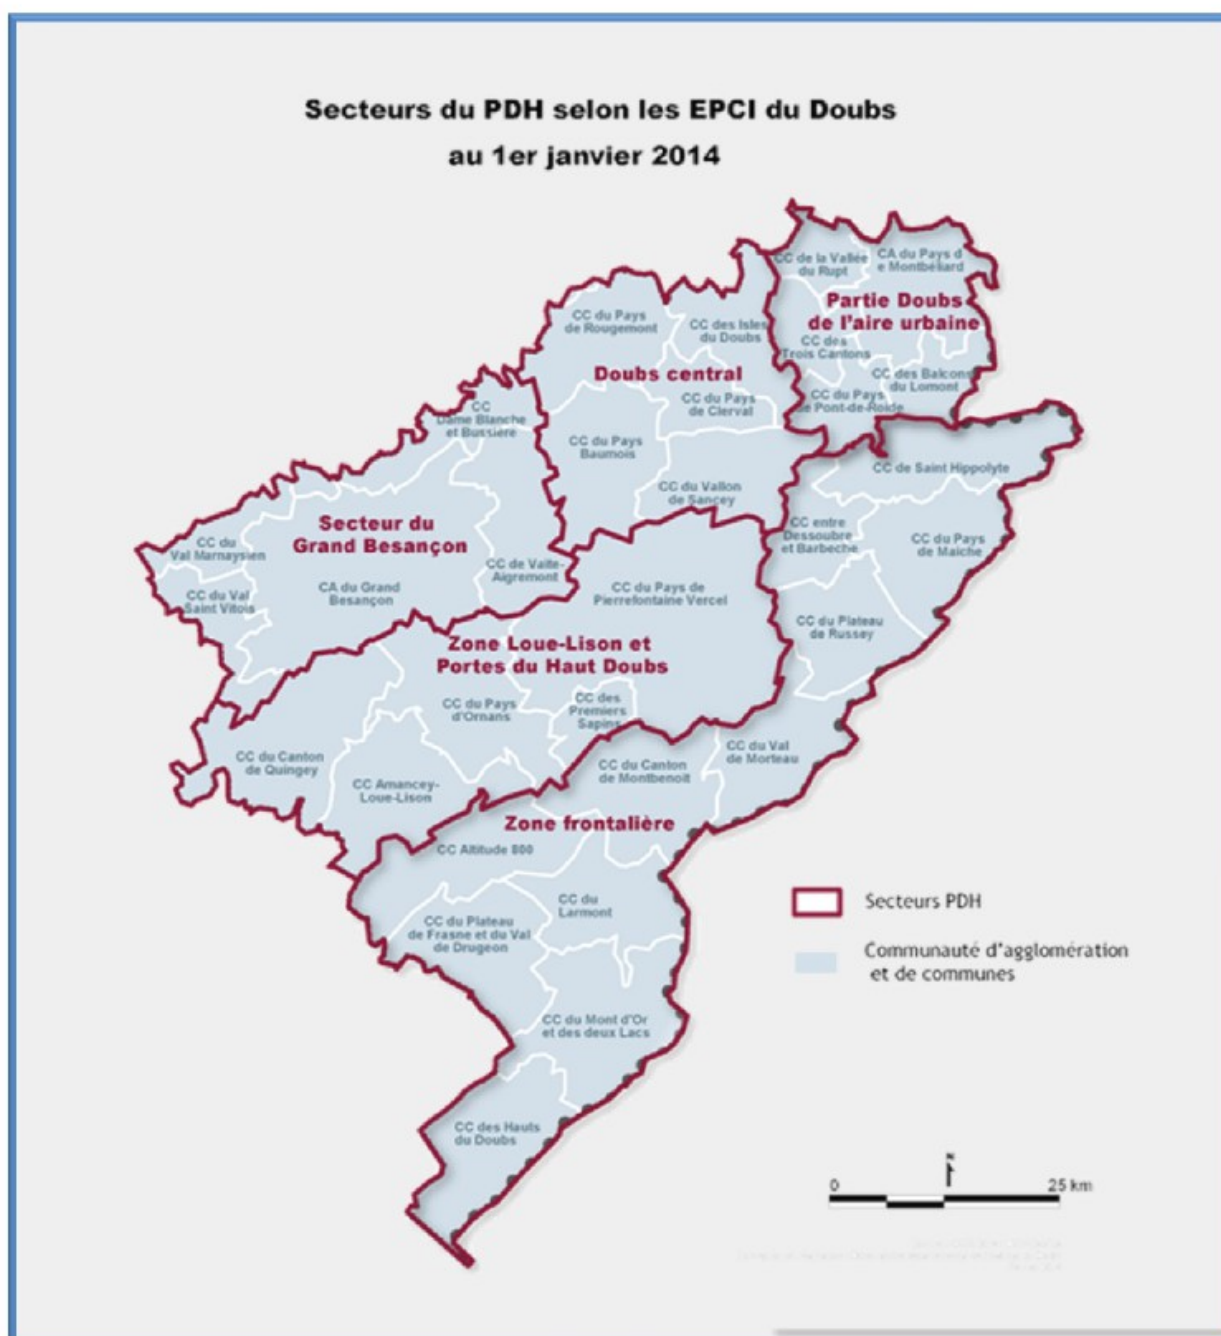 Secteurs du PDH selon les EPCI du Doubs
au 1er janvier 2014
CC de la Vallée
du Rupt
CA du Pays d
e Montbéliard
Partie Doubs
de l'aire urbaine
CC des
Trois Cantons
CC des Balcons
du Lomont
CC du Pays
de Pont-de-Roide
CC du Pays
de Rougemont
CC des Isles
du Doubs
Doubs central
CC du Pays
de Clerval
CC du Pays
Baumois
CC du Vallon
de Sancey
CC
Dame Blanche
et Bussière
Secteur du
Grand Besançon
CC du
Val Marnaysien
CC du Val
Saint Vitois
CA du Grand
Besançon
CC de Vaite-
Aigremont
CC de Saint Hippolyte
CC entre
Dessoubre
et Barbèche
CC du Pays
de Maiche
CC du Plateau
de Russey
CC du Pays de
Pierrefontaine Vercel
Zone Loue-Lison et
Portes du Haut Doubs
CC du Pays
d'Ornans
CC des
Premiers
Sapins
CC du Canton
de Quingey
CC Amancey-
Loue-Lison
CC du Val
de Morteau
CC du Canton
de Montbenoit
Zone frontalière
CC Altitude 800
CC du
Larmont
CC du Plateau
de Frasne et du Val
de Drugeon
CC du Mont d'Or
et des deux Lacs
CC des Hauts
du Doubs
Secteurs PDH
Communauté d'agglomération
et de communes
N
0 25 km